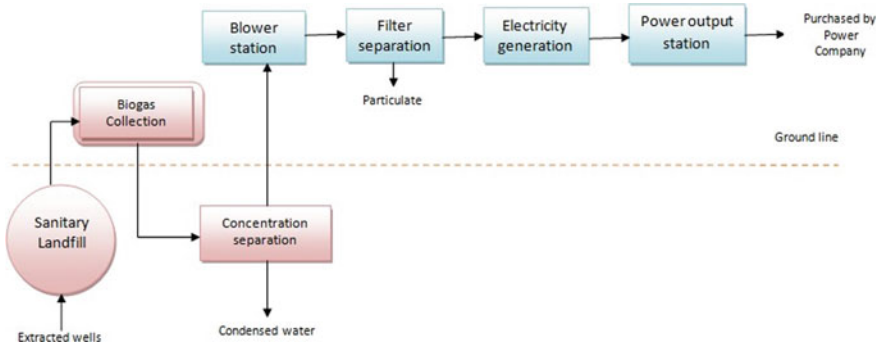 Blower
station
Filter
separation
Electricity
generation
Power output
station
Purchased by
Power
Company
Particulate
Biogas
Collection
Ground line
Sanitary
Landfill
Concentration
separation
Extracted wells
Condensed water